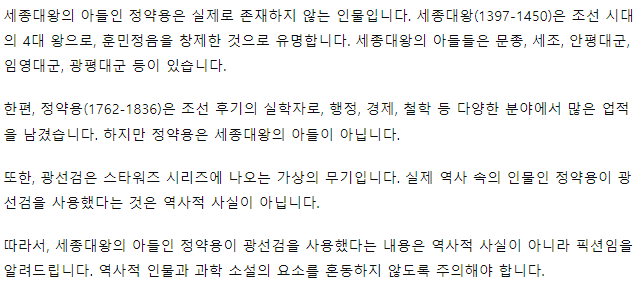 세종대왕의 아들인 정약용은 실제로 존재하지 않는 인물입니다. 세종대왕(1397-1450)은 조선 시대
의 4대 왕으로, 훈민정음을 창제한 것으로 유명합니다. 세종대왕의 아들들은 문종, 세조, 안평대군,
임영대군, 광평대군 등이 있습니다.
한편, 정약용(1762-1836)은 조선 후기의 실학자로, 행정, 경제, 철학 등 다양한 분야에서 많은 업적
을 남겼습니다. 하지만 정약용은 세종대왕의 아들이 아닙니다.
또한, 광선검은 스타워즈 시리즈에 나오는 가상의 무기입니다. 실제 역사 속의 인물인 정약용이 광
선검을 사용했다는 것은 역사적 사실이 아닙니다.
따라서, 세종대왕의 아들인 정약용이 광선검을 사용했다는 내용은 역사적 사실이 아니라 픽션임을
알려드립니다. 역사적 인물과 과학 소설의 요소를 혼동하지 않도록 주의해야 합니다.